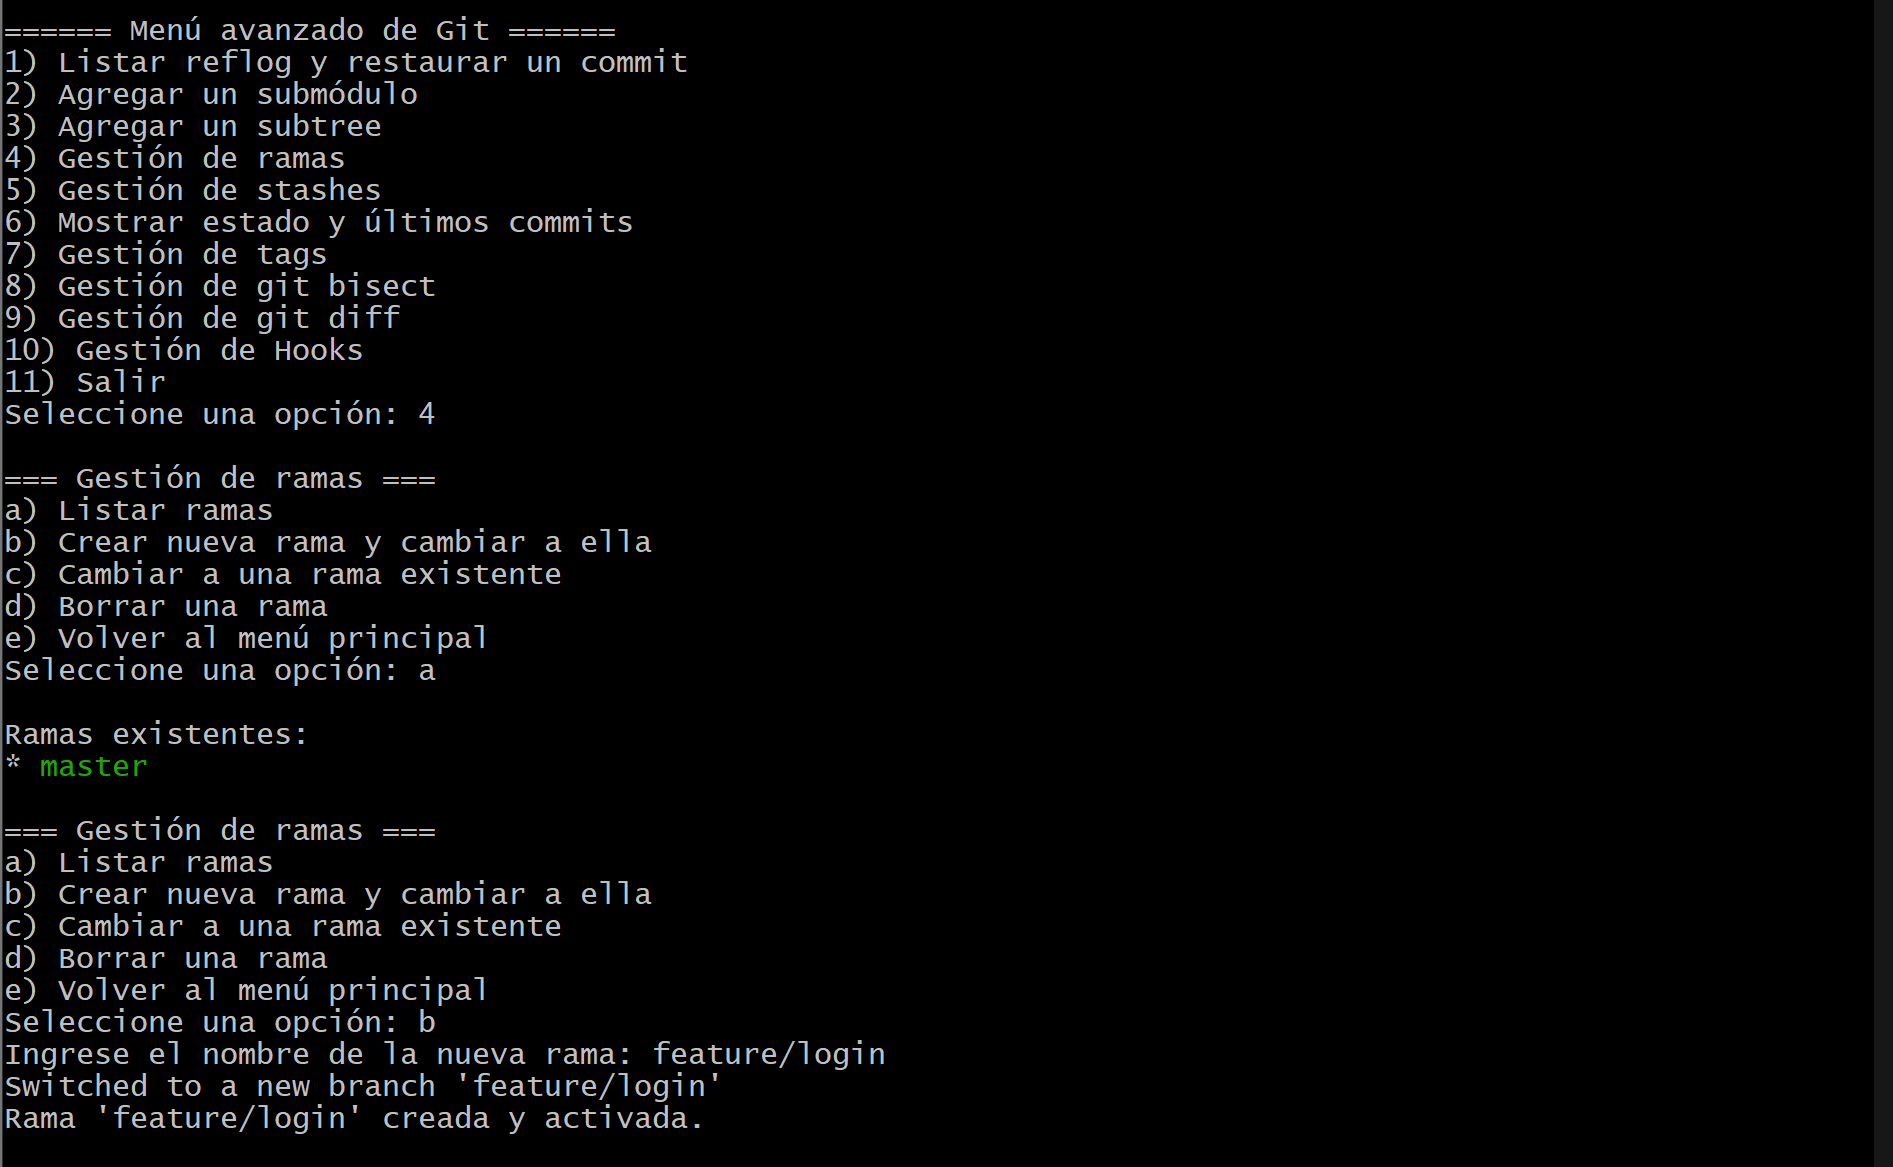 ====== Menú avanzado de Git ======
1) Listar reflog y restaurar un commit
2) Agregar un submódulo
3) Agregar un subtree
4) Gestión de ramas
5) Gestión de stashes
6) Mostrar estado y últimos commits
7) Gestión de tags
8) Gestión de git bisect
9) Gestión de git diff
10) Gestión de Hooks
11) Salir
Seleccione una opción: 4

=== Gestión de ramas ===
a) Listar ramas
b) Crear nueva rama y cambiar a ella
c) Cambiar a una rama existente
d) Borrar una rama
e) Volver al menú principal
Seleccione una opción: a

Ramas existentes:
* master

=== Gestión de ramas ===
a) Listar ramas
b) Crear nueva rama y cambiar a ella
c) Cambiar a una rama existente
d) Borrar una rama
e) Volver al menú principal
Seleccione una opción: b
Ingrese el nombre de la nueva rama: feature/login
Switched to a new branch 'feature/login'
Rama 'feature/login' creada y activada.